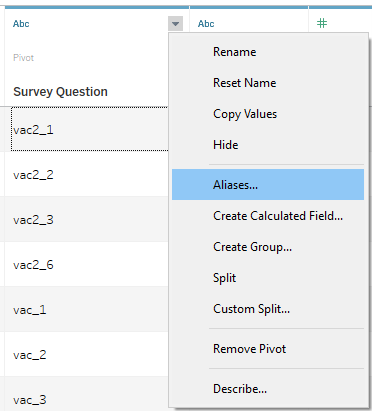 Abc
Abc
#
Pivot
Survey Question
vac2_1
vac2_2
vac2_3
vac2_6
vac_1
vac_2
vac_3
Rename
Reset Name
Copy Values
Hide
Aliases...
Create Calculated Field...
Create Group...
Split
Custom Split...
Remove Pivot
Describe...